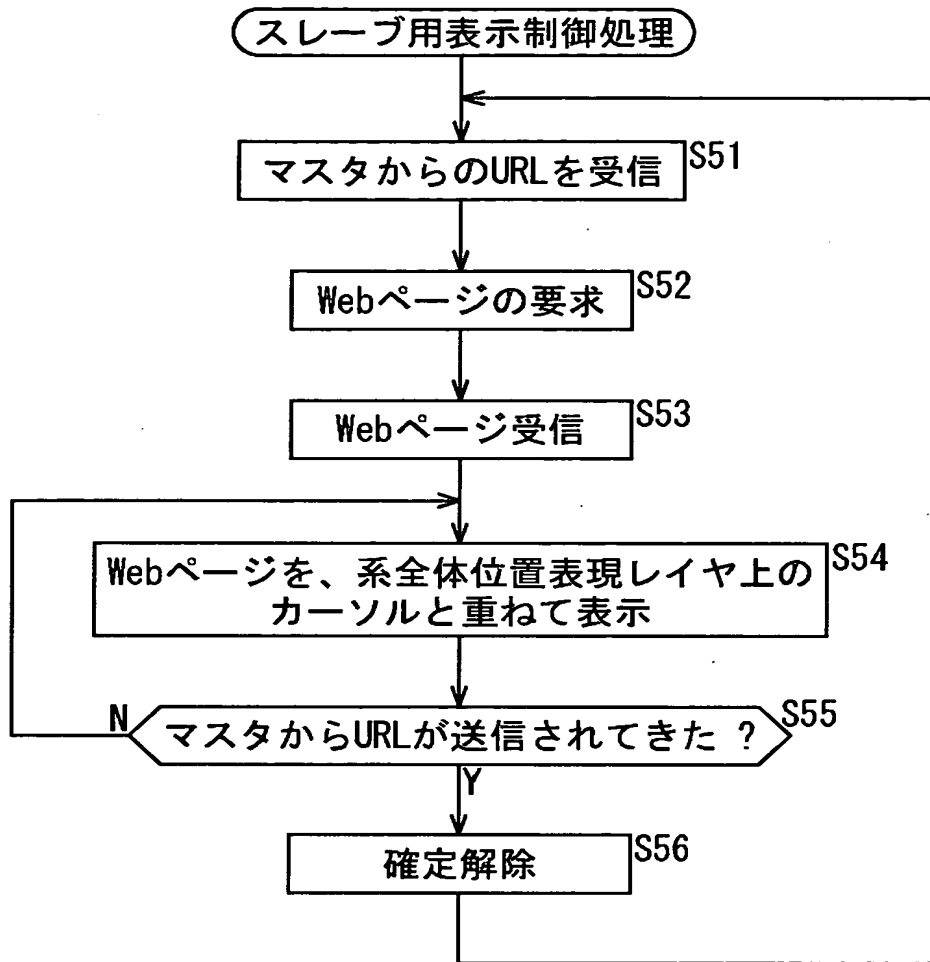 スレーブ用表示制御処理
マスタからのURLを受信
S51
Webページの要求
S52
Webページ受信
S53
Webページを、系全体位置表現レイヤ上の
カーソルと重ねて表示
S54
マスタからURLが送信されてきた ?
S55
N
Y
確定解除
S56